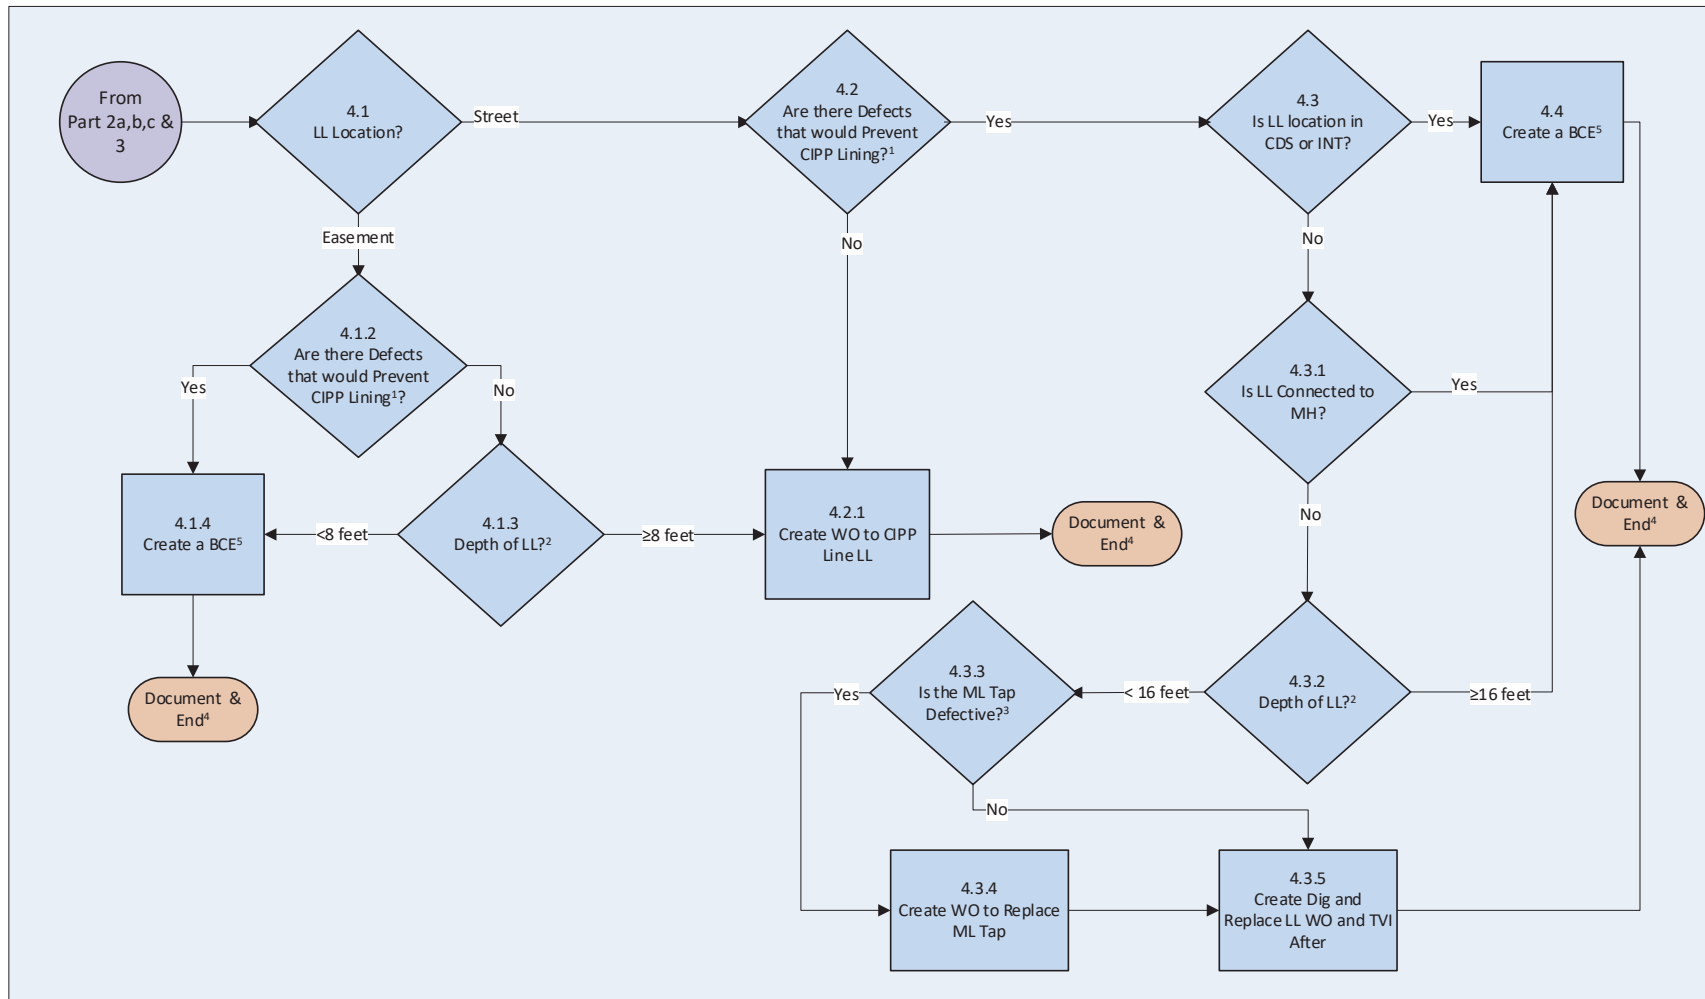 From
Part 2a,b,c &
3
4.1
LL Location?
Street
4.2
Are there Defects
that would Prevent
CIPP Lining?¹
Yes
4.3
Is LL location in
CDS or INT?
Yes
4.4
Create a BCE⁵
Easement
No
No
4.1.2
Are there Defects
that would Prevent
CIPP Lining¹?
Yes
No
4.3.1
Is LL Connected to
MH?
Yes
4.1.4
Create a BCE⁵
<8 feet
4.1.3
Depth of LL?²
≥8 feet
4.2.1
Create WO to CIPP
Line LL
Document &
End⁴
No
Document &
End⁴
Document &
End⁴
4.3.3
Is the ML Tap
Defective?³
Yes
< 16 feet
4.3.2
Depth of LL?²
≥16 feet
No
4.3.4
Create WO to Replace
ML Tap
4.3.5
Create Dig and
Replace LL WO and TVI
After